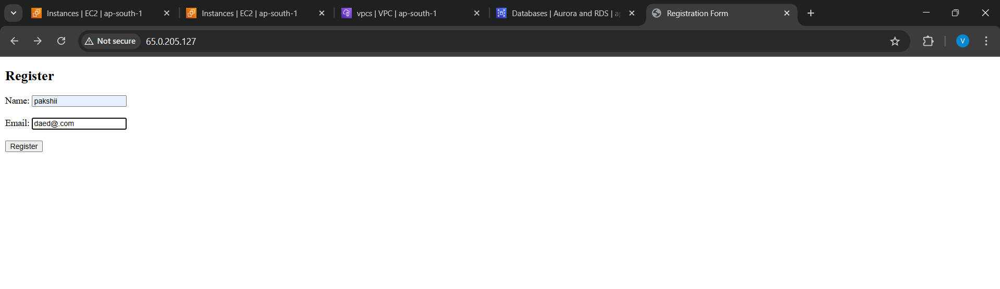 Instances | EC2 | ap-south-1
Instances | EC2 | ap-south-1
vpcs | VPC | ap-south-1
Databases | Aurora and RDS |
Registration Form
Not secure
65.0.205.127
V
Register
Name: pakshii
Email: daed@.com
Register